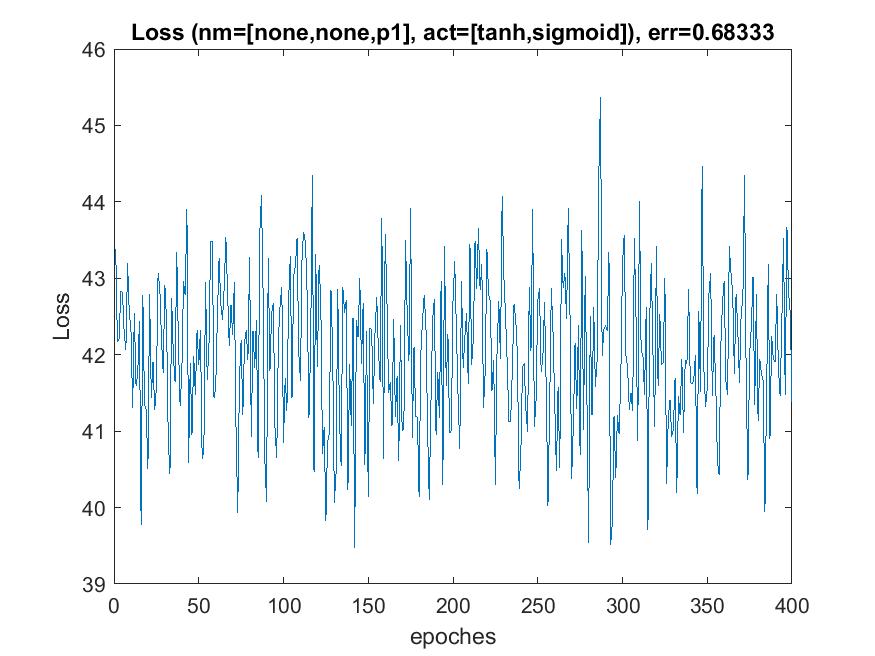 Loss (nm=[none,none,p1], act=[tanh,sigmoid]), err=0.68333
46
45
44
43
42
41
40
39
Loss
0 50 100 150 200 250 300 350 400
epoches